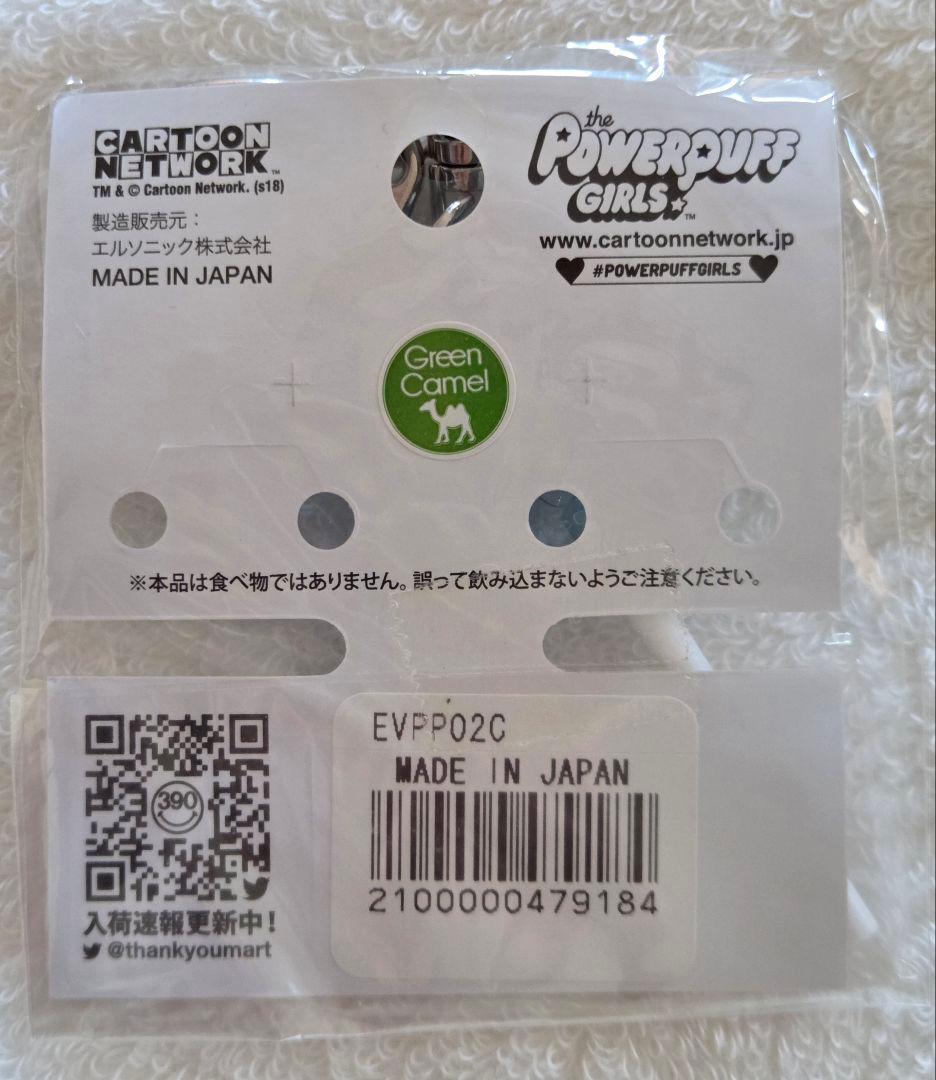 CARTOON
NETWORK™
TM & © Cartoon Network. (s18)
製造販売元：
エルソニック株式会社
MADE IN JAPAN
the
POWERPUFF
GIRLS™
www.cartoonnetwork.jp
#POWERPUFFGIRLS
Green
Camel
※本品は食べ物ではありません。誤って飲み込まないようご注意ください。
390
入荷速報更新中！
@thankyoumart
EVPP02C
MADE IN JAPAN
2100000479184